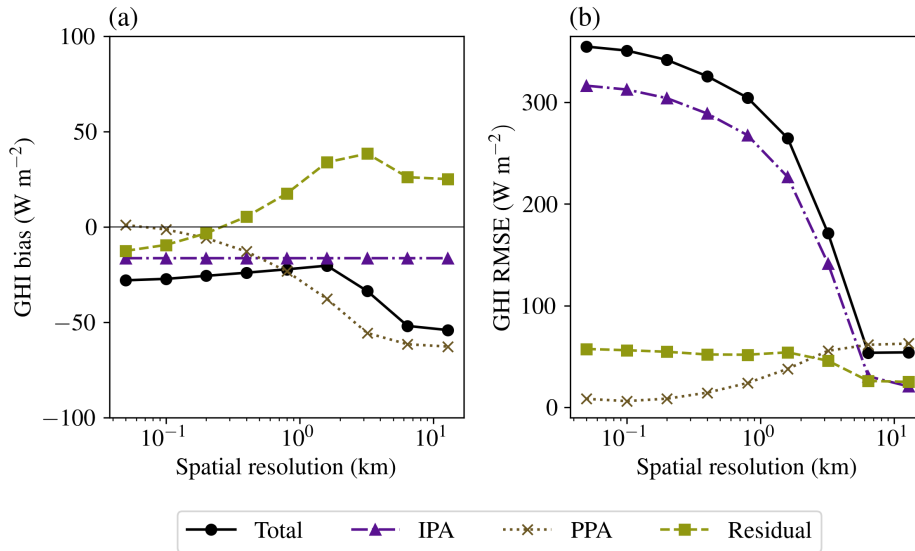 (a)
(b)
GHI bias (W m⁻²)
100
50
0
−50
−100
10⁻¹ 10⁰ 10¹
Spatial resolution (km)
GHI RMSE (W m⁻²)
300
200
100
0
10⁻¹ 10⁰ 10¹
Spatial resolution (km)
Total IPA PPA Residual